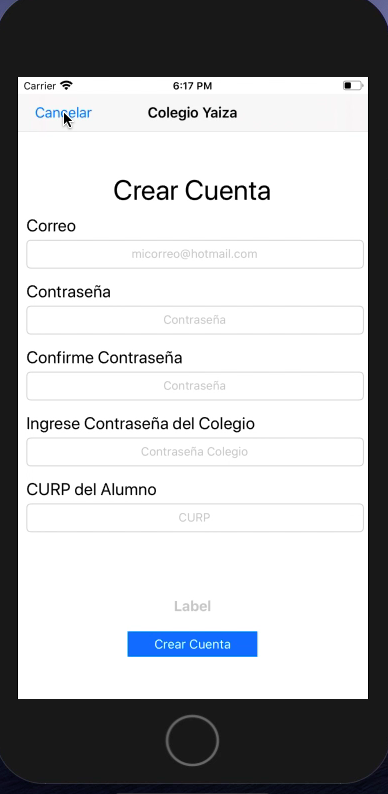 Carrier 6:17 PM
Cancelar Colegio Yaiza
Crear Cuenta
Correo
micorreo@hotmail.com
Contraseña
Contraseña
Confirme Contraseña
Contraseña
Ingrese Contraseña del Colegio
Contraseña Colegio
CURP del Alumno
CURP
Label
Crear Cuenta